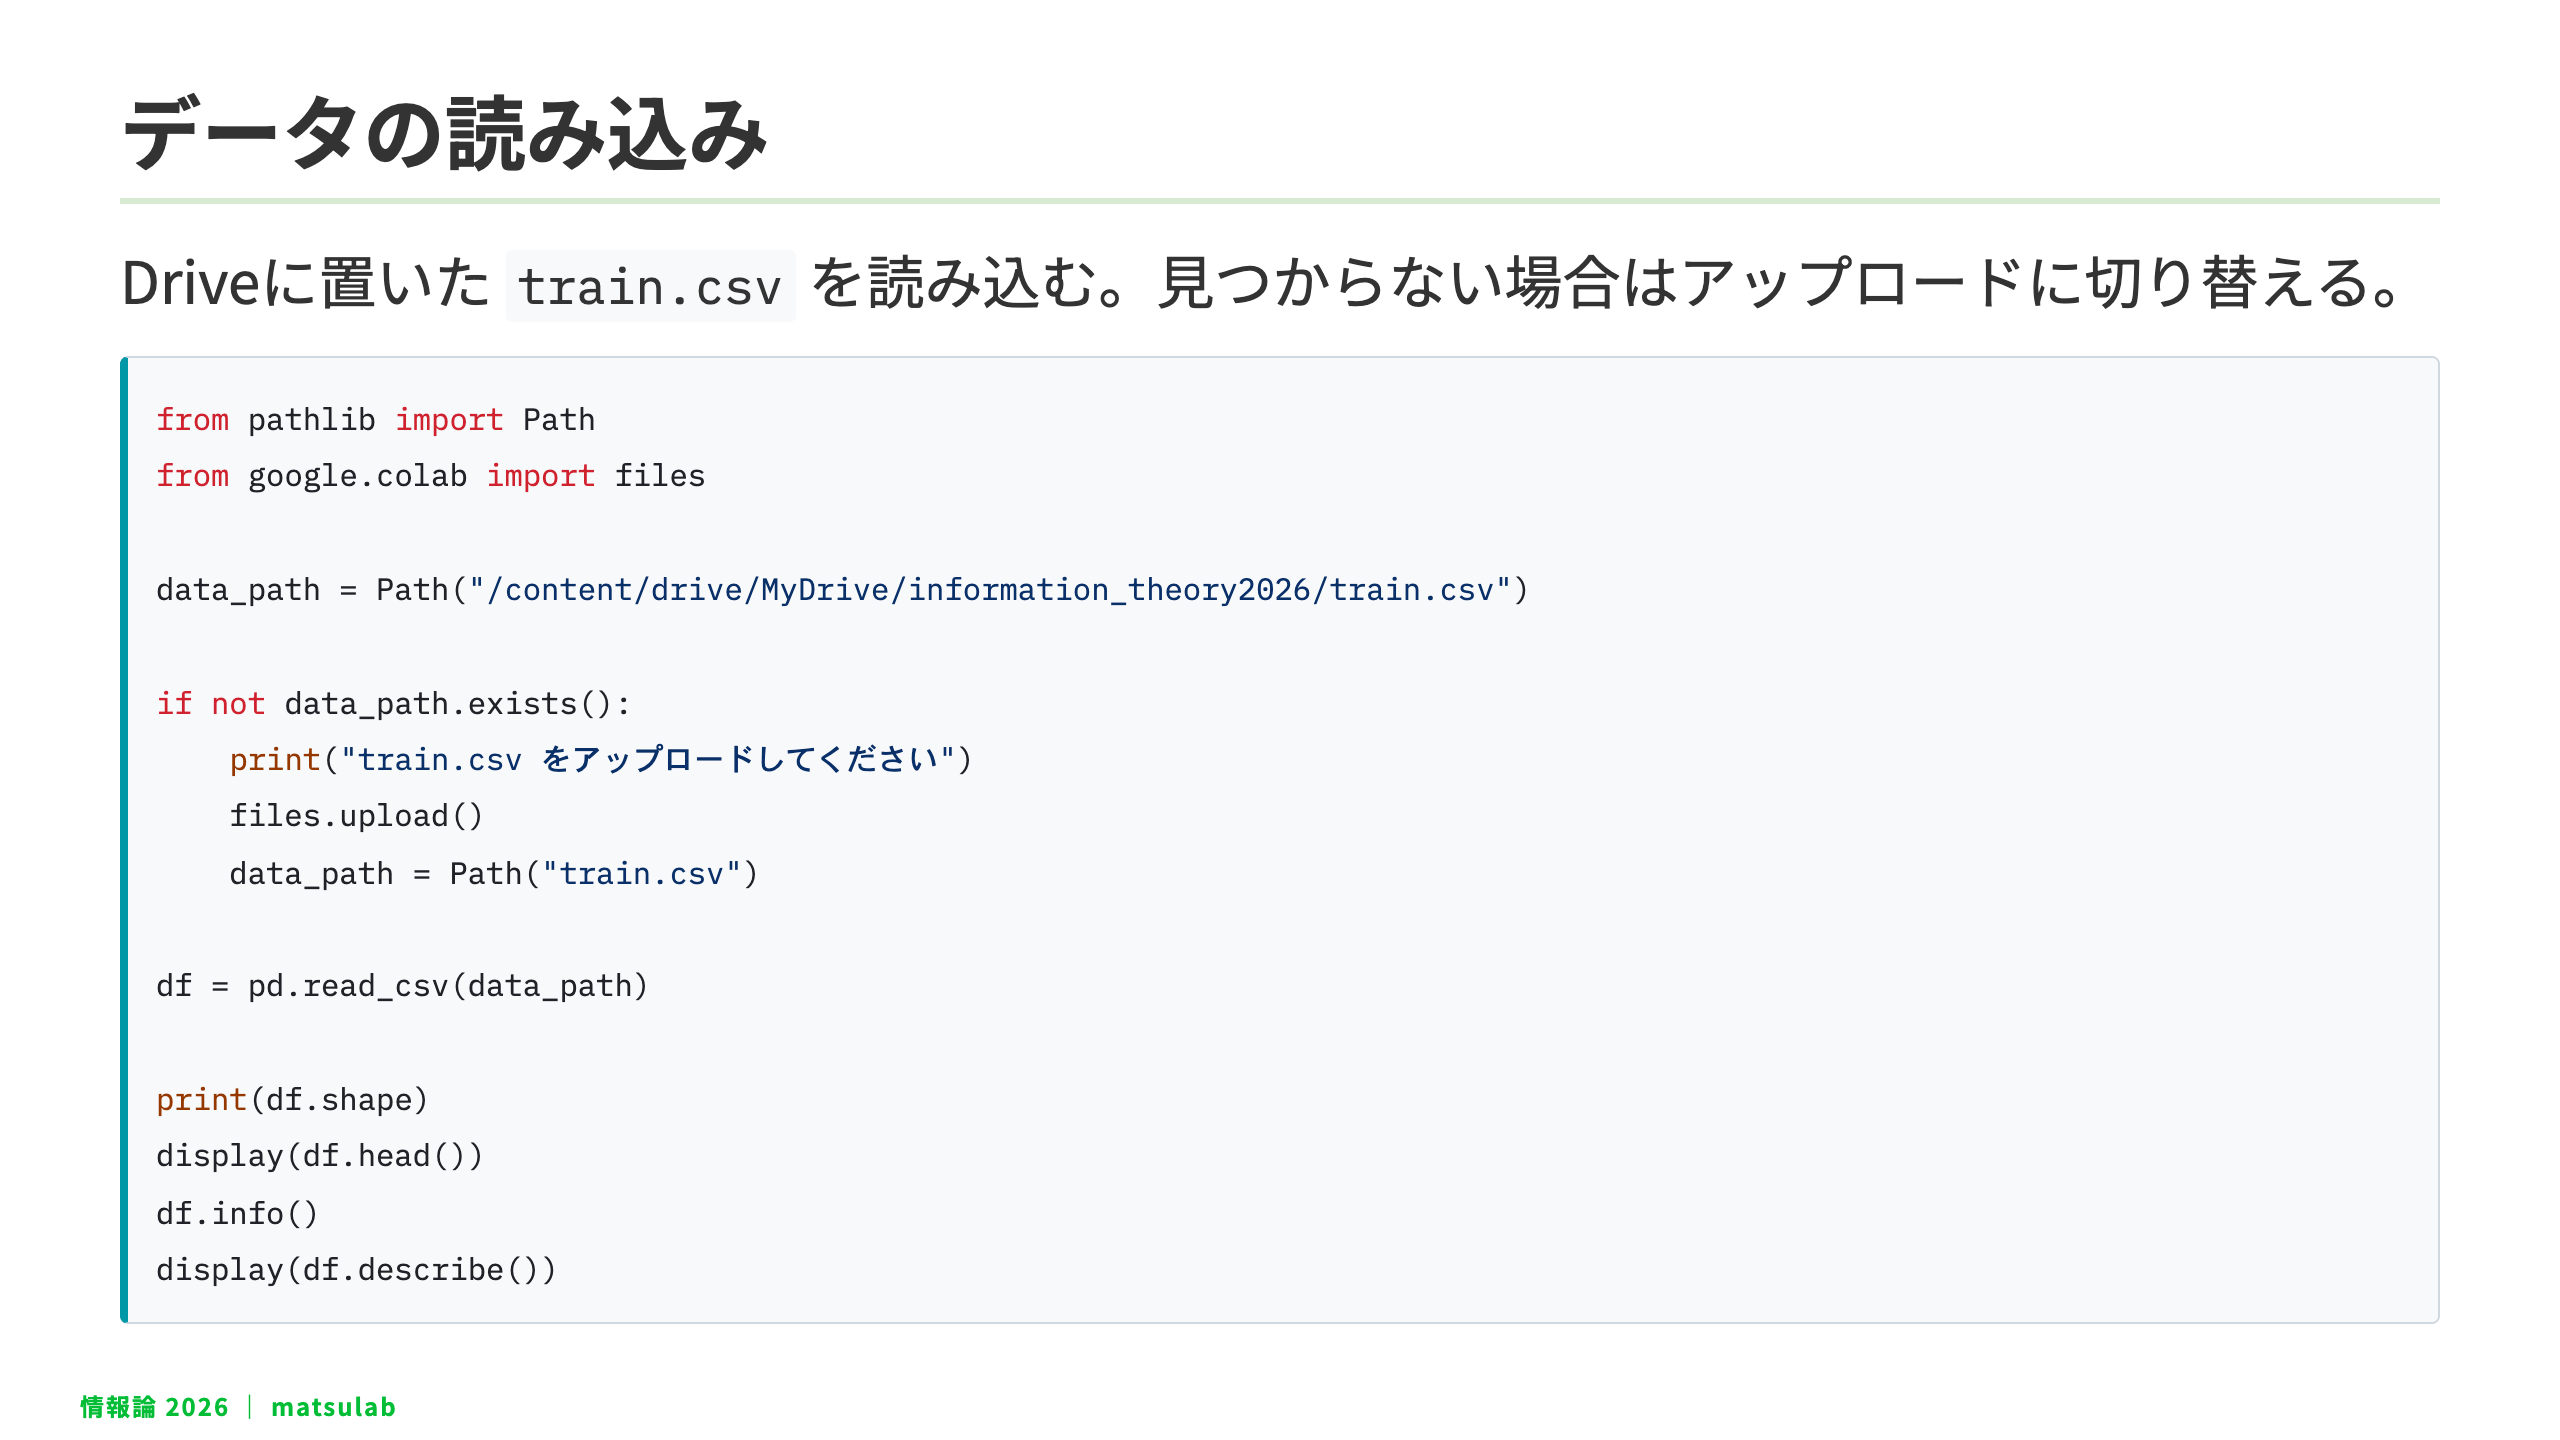 データの読み込み
Driveに置いた train.csv を読み込む。見つからない場合はアップロードに切り替える。
from pathlib import Path
from google.colab import files
data_path = Path("/content/drive/MyDrive/information_theory2026/train.csv")
if not data_path.exists():
    print("train.csv をアップロードしてください")
    files.upload()
    data_path = Path("train.csv")
df = pd.read_csv(data_path)
print(df.shape)
display(df.head())
df.info()
display(df.describe())
情報論 2026 | matsulab